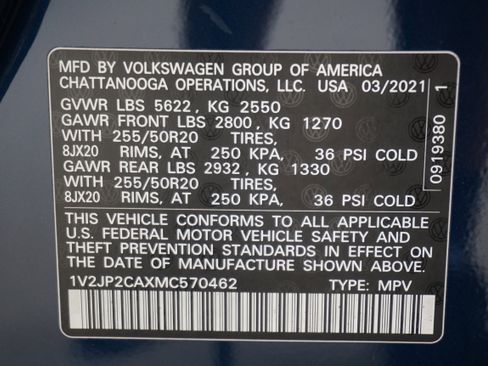 MFD BY VOLKSWAGEN GROUP OF AMERICA
CHATTANOOGA OPERATIONS, LLC. USA 03/2021
GVWR LBS 5622, KG 2550
GAWR FRONT LBS 2800, KG 1270
WITH 255/50R20 TIRES,
8JX20 RIMS, AT 250 KPA, 36 PSI COLD
GAWR REAR LBS 2932, KG 1330
WITH 255/50R20 TIRES,
8JX20 RIMS, AT 250 KPA, 36 PSI COLD
THIS VEHICLE CONFORMS TO ALL APPLICABLE
U.S. FEDERAL MOTOR VEHICLE SAFETY AND
THEFT PREVENTION STANDARDS IN EFFECT ON
THE DATE OF MANUFACTURE SHOWN ABOVE.
1V2JP2CAXMC570462 TYPE: MPV
0919380 1